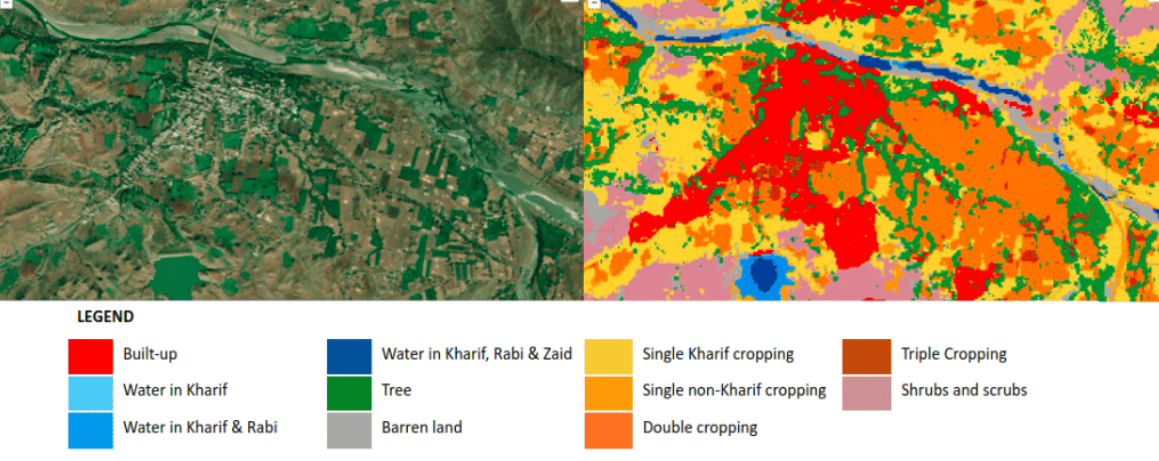 LEGEND
Built-up
Water in Kharif, Rabi & Zaid
Single Kharif cropping
Triple Cropping
Water in Kharif
Tree
Single non-Kharif cropping
Shrubs and scrubs
Water in Kharif & Rabi
Barren land
Double cropping